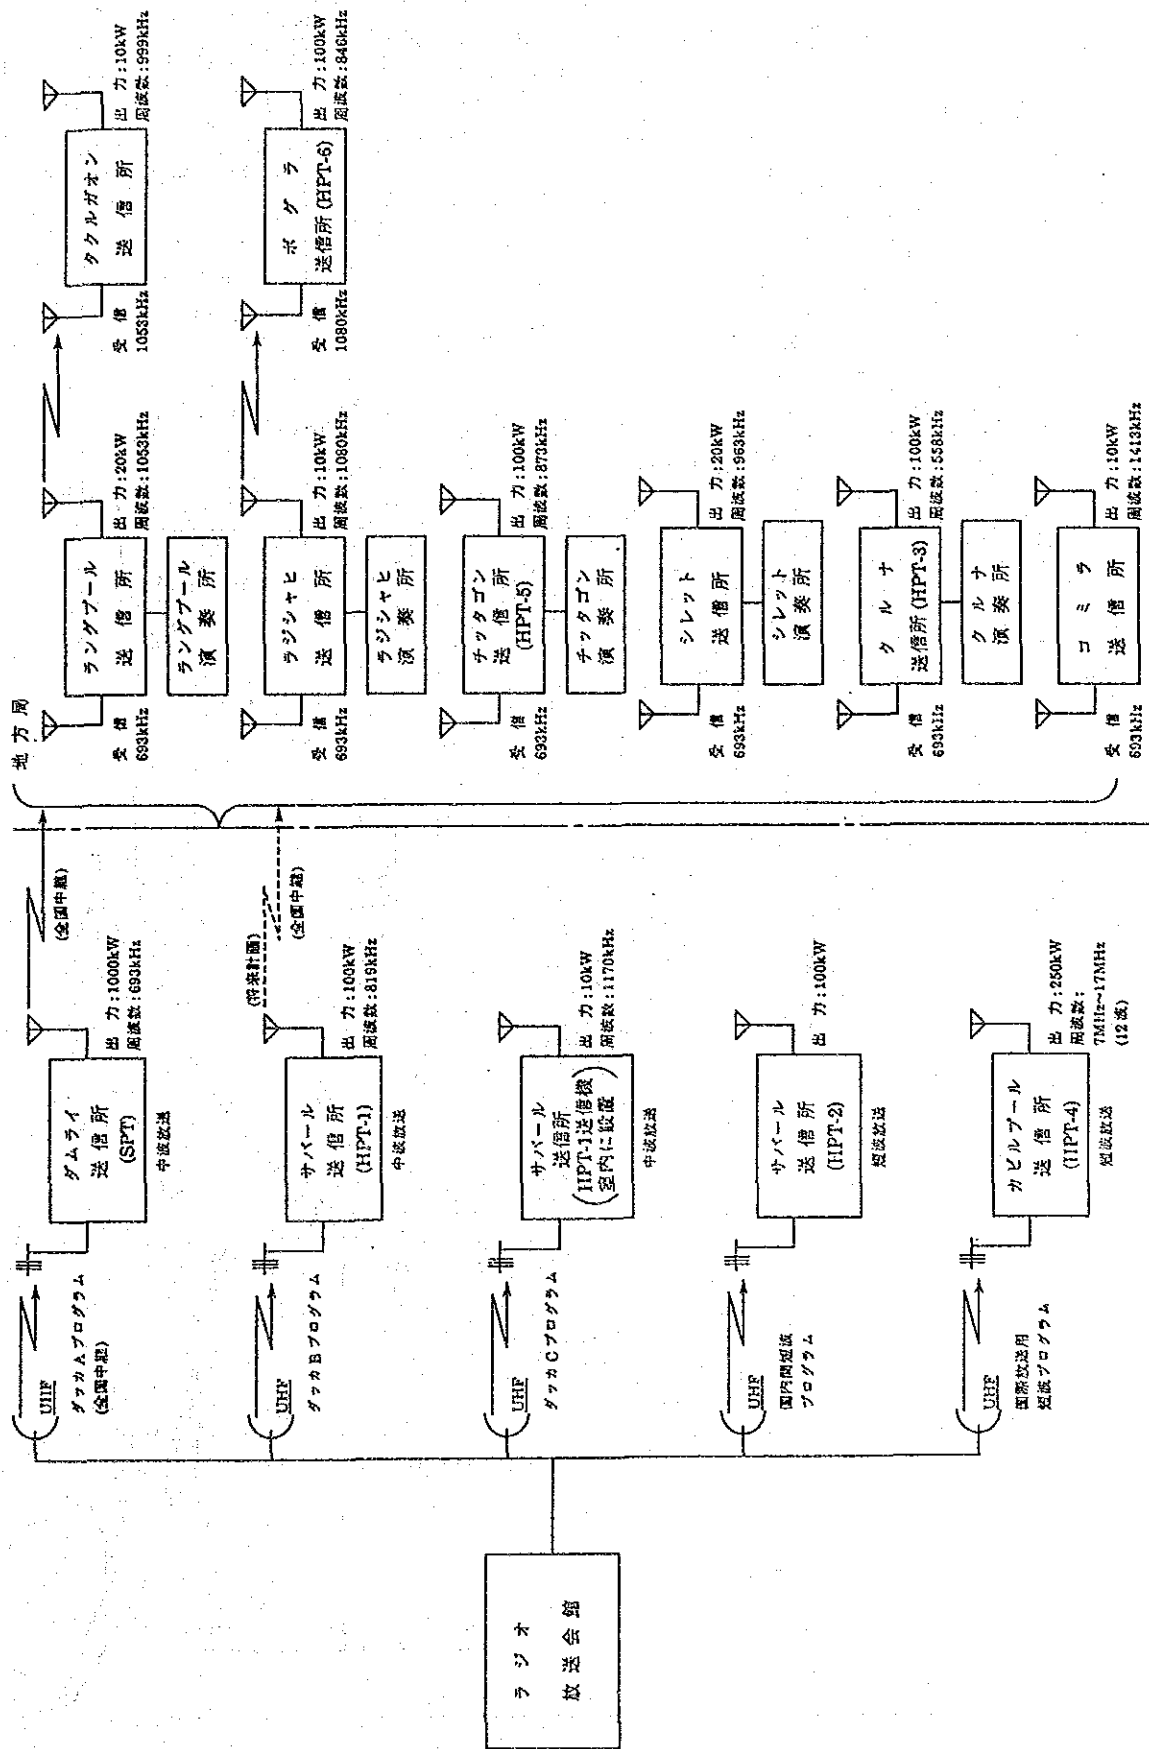 ラジオ
放送会館
UHF
ダッカAプログラム
(全国中継)
ダムライ
送信所
(SPT)
中波放送
出力:1000kW
周波数:693kHz
(全国中継)
UHF
ダッカBプログラム
サバール
送信所
(HPT-1)
中波放送
出力:100kW
周波数:819kHz
(将来計画)
(全国中継)
UHF
ダッカCプログラム
サバール
送信所
(HPT-1送信機
室内に設置)
中波放送
出力:10kW
周波数:1170kHz
UHF
国内間短波
プログラム
サバール
送信所
(HPT-2)
短波放送
出力:100kW
UHF
国際放送用
短波プログラム
カビルプール
送信所
(HPT-4)
短波放送
出力:250kW
周波数:
7MHz~17MHz
(12波)
地方局
受信
693kHz
ラングプール
送信所
ラングプール
演奏所
出力:20kW
周波数:1053kHz
受信
1053kHz
タクルガオン
送信所
出力:10kW
周波数:999kHz
受信
693kHz
ラジシャヒ
送信所
ラジシャヒ
演奏所
出力:10kW
周波数:1080kHz
受信
1080kHz
ボグラ
送信所(HPT-6)
出力:100kW
周波数:846kHz
受信
693kHz
チッタゴン
送信所
(HPT-5)
チッタゴン
演奏所
出力:100kW
周波数:873kHz
受信
693kHz
シレット
送信所
シレット
演奏所
出力:20kW
周波数:963kHz
受信
693kHz
クルナ
送信所(HPT-3)
クルナ
演奏所
出力:100kW
周波数:558kHz
受信
693kHz
コミラ
送信所
出力:10kW
周波数:1413kHz